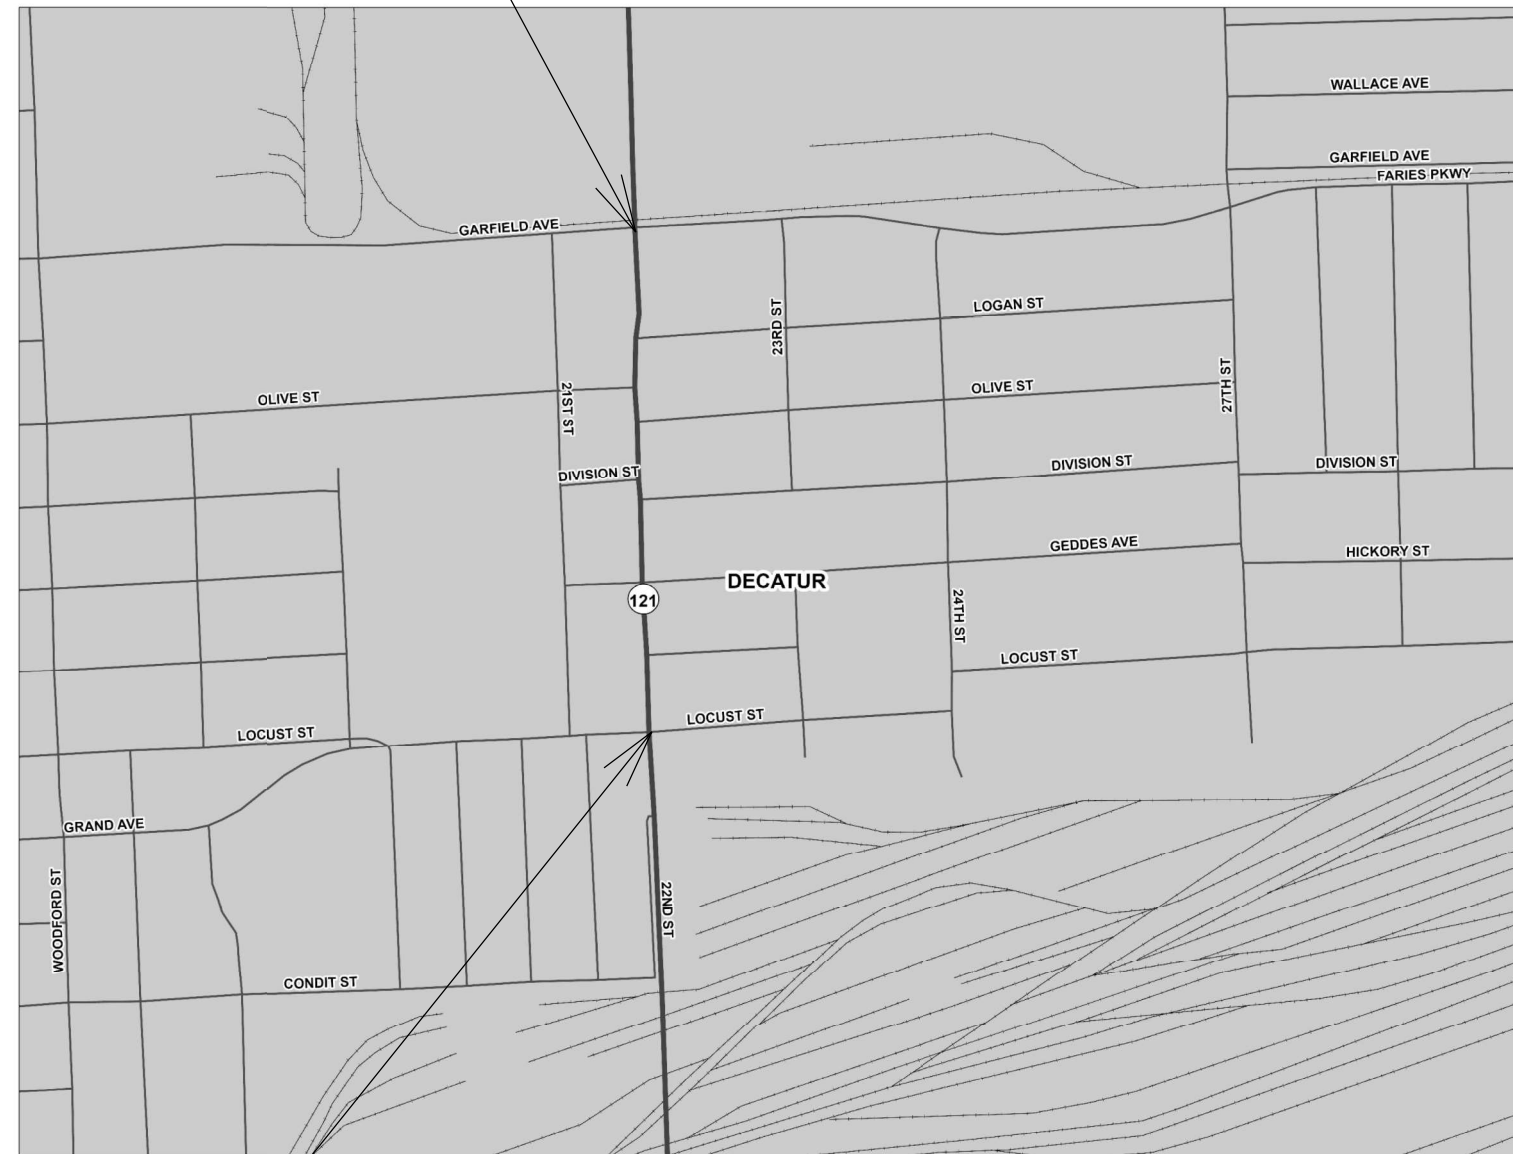 WALLACE AVE
GARFIELD AVE
FARIES PKWY
GARFIELD AVE
LOGAN ST
23RD ST
27TH ST
OLIVE ST
21ST ST
OLIVE ST
DIVISION ST
DIVISION ST
DIVISION ST
GEDDES AVE
HICKORY ST
DECATUR
121
24TH ST
LOCUST ST
LOCUST ST
LOCUST ST
GRAND AVE
WOODFORD ST
22ND ST
CONDIT ST